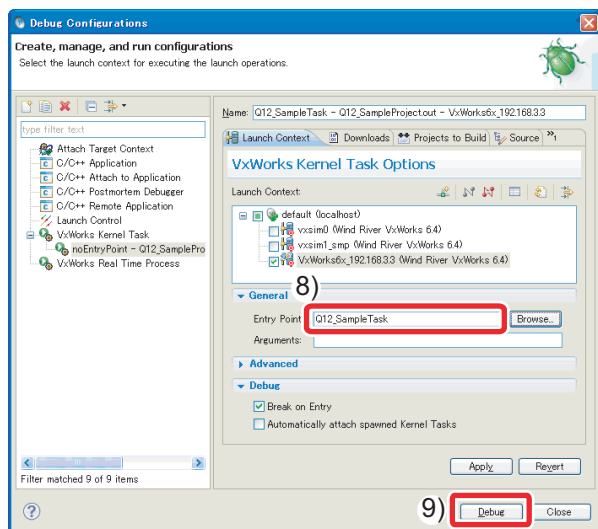 Debug Configurations
Create, manage, and run configurations
Select the launch context for executing the launch operations.
type filter text
Attach Target Context
C/C++ Application
C/C++ Attach to Application
C/C++ Postmortem Debugger
C/C++ Remote Application
Launch Control
VxWorks Kernel Task
noEntryPoint - Q12_SamplePro
VxWorks Real Time Process
Filter matched 9 of 9 items
Name: Q12_SampleTask - Q12_SampleProject.out - VxWorks6x_192.168.3.3
Launch Context Downloads Projects to Build Source »1
VxWorks Kernel Task Options
Launch Context:
default (localhost)
vxsim0 (Wind River VxWorks 6.4)
vxsim1_smp (Wind River VxWorks 6.4)
VxWorks6x_192.168.3.3 (Wind River VxWorks 6.4)
8)
General
Entry Point: Q12_SampleTask Browse...
Arguments:
Advanced
Debug
Break on Entry
Automatically attach spawned Kernel Tasks
Apply Revert
9) Debug Close